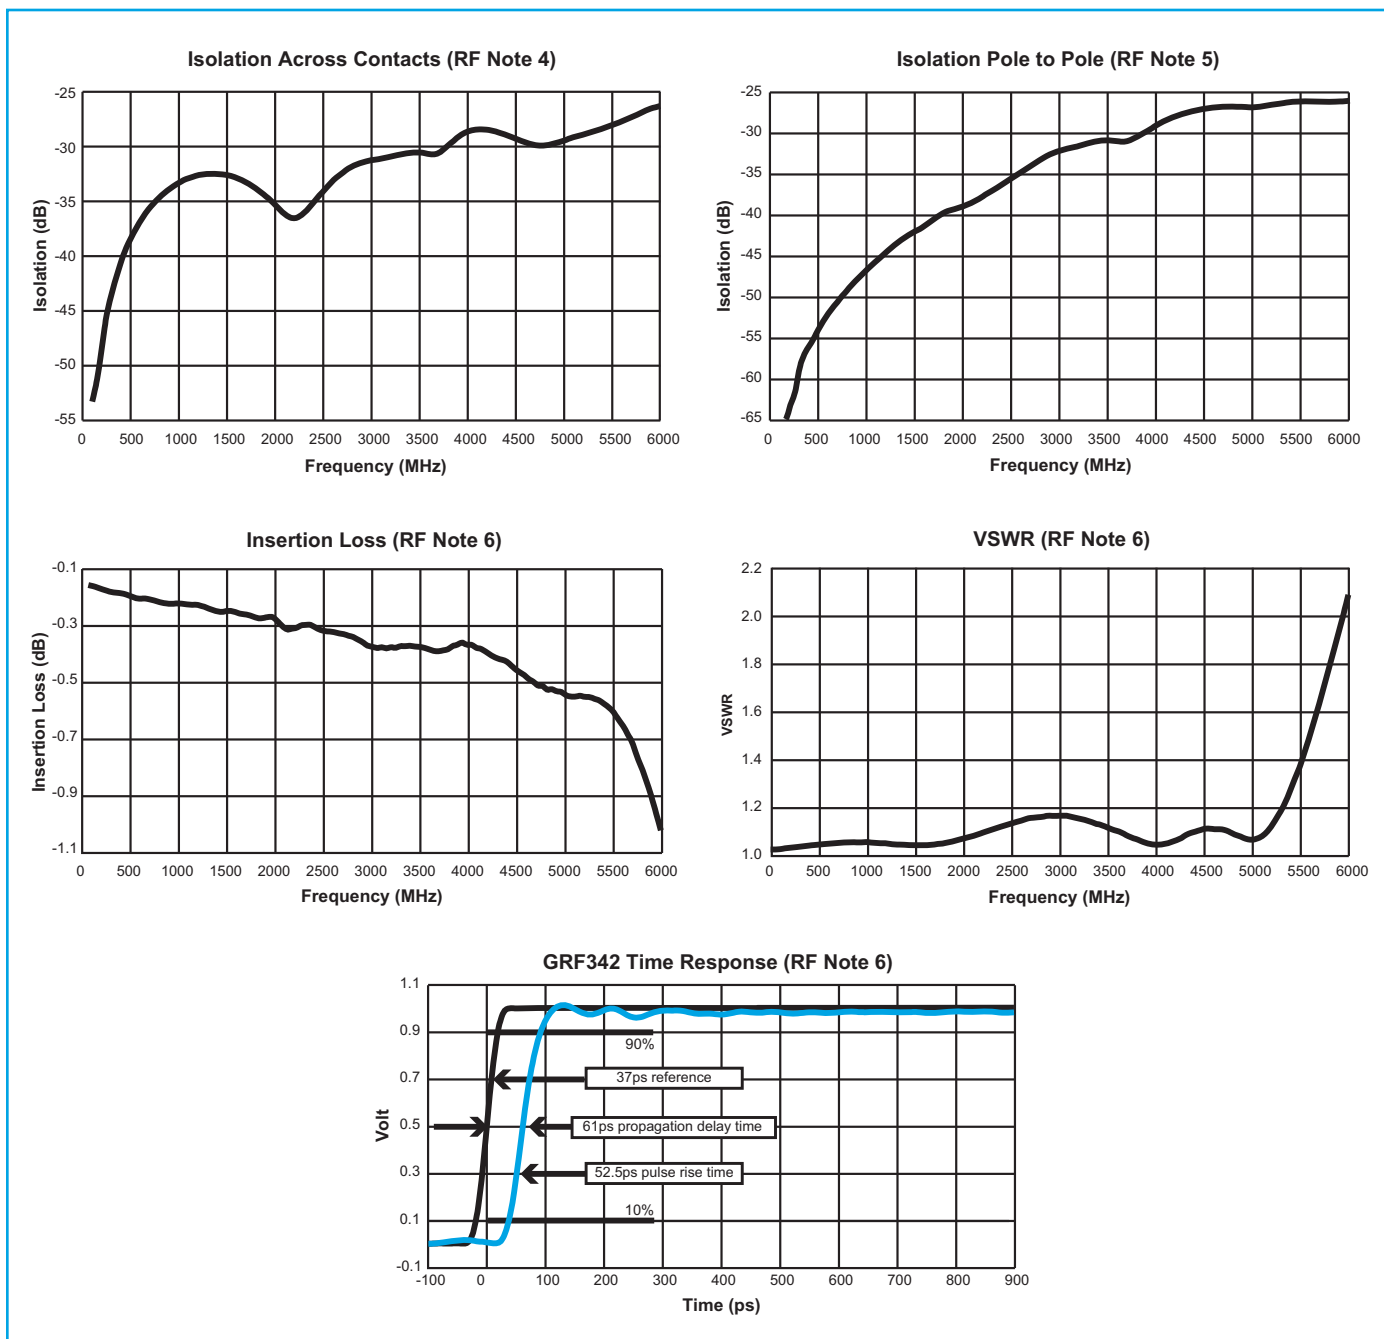 Isolation Across Contacts (RF Note 4)
-25
-30
-35
-40
-45
-50
-55
Isolation (dB)
0 500 1000 1500 2000 2500 3000 3500 4000 4500 5000 5500 6000
Frequency (MHz)
Isolation Pole to Pole (RF Note 5)
-25
-30
-35
-40
-45
-50
-55
-60
-65
Isolation (dB)
0 500 1000 1500 2000 2500 3000 3500 4000 4500 5000 5500 6000
Frequency (MHz)
Insertion Loss (RF Note 6)
-0.1
-0.3
-0.5
-0.7
-0.9
-1.1
Insertion Loss (dB)
0 500 1000 1500 2000 2500 3000 3500 4000 4500 5000 5500 6000
Frequency (MHz)
VSWR (RF Note 6)
2.2
2.0
1.8
1.6
1.4
1.2
1.0
VSWR
0 500 1000 1500 2000 2500 3000 3500 4000 4500 5000 5500 6000
Frequency (MHz)
GRF342 Time Response (RF Note 6)
1.1
0.9
0.7
0.5
0.3
0.1
-0.1
Volt
90%
37ps reference
61ps propagation delay time
52.5ps pulse rise time
10%
-100 0 100 200 300 400 500 600 700 800 900
Time (ps)